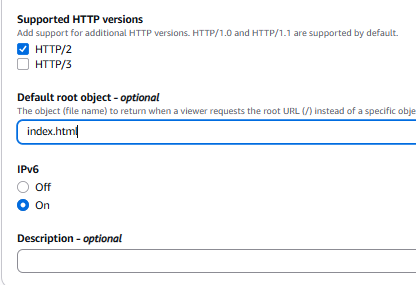 Supported HTTP versions
Add support for additional HTTP versions. HTTP/1.0 and HTTP/1.1 are supported by default.
HTTP/2
HTTP/3
Default root object - optional
The object (file name) to return when a viewer requests the root URL (/) instead of a specific obje
index.html
IPv6
Off
On
Description - optional